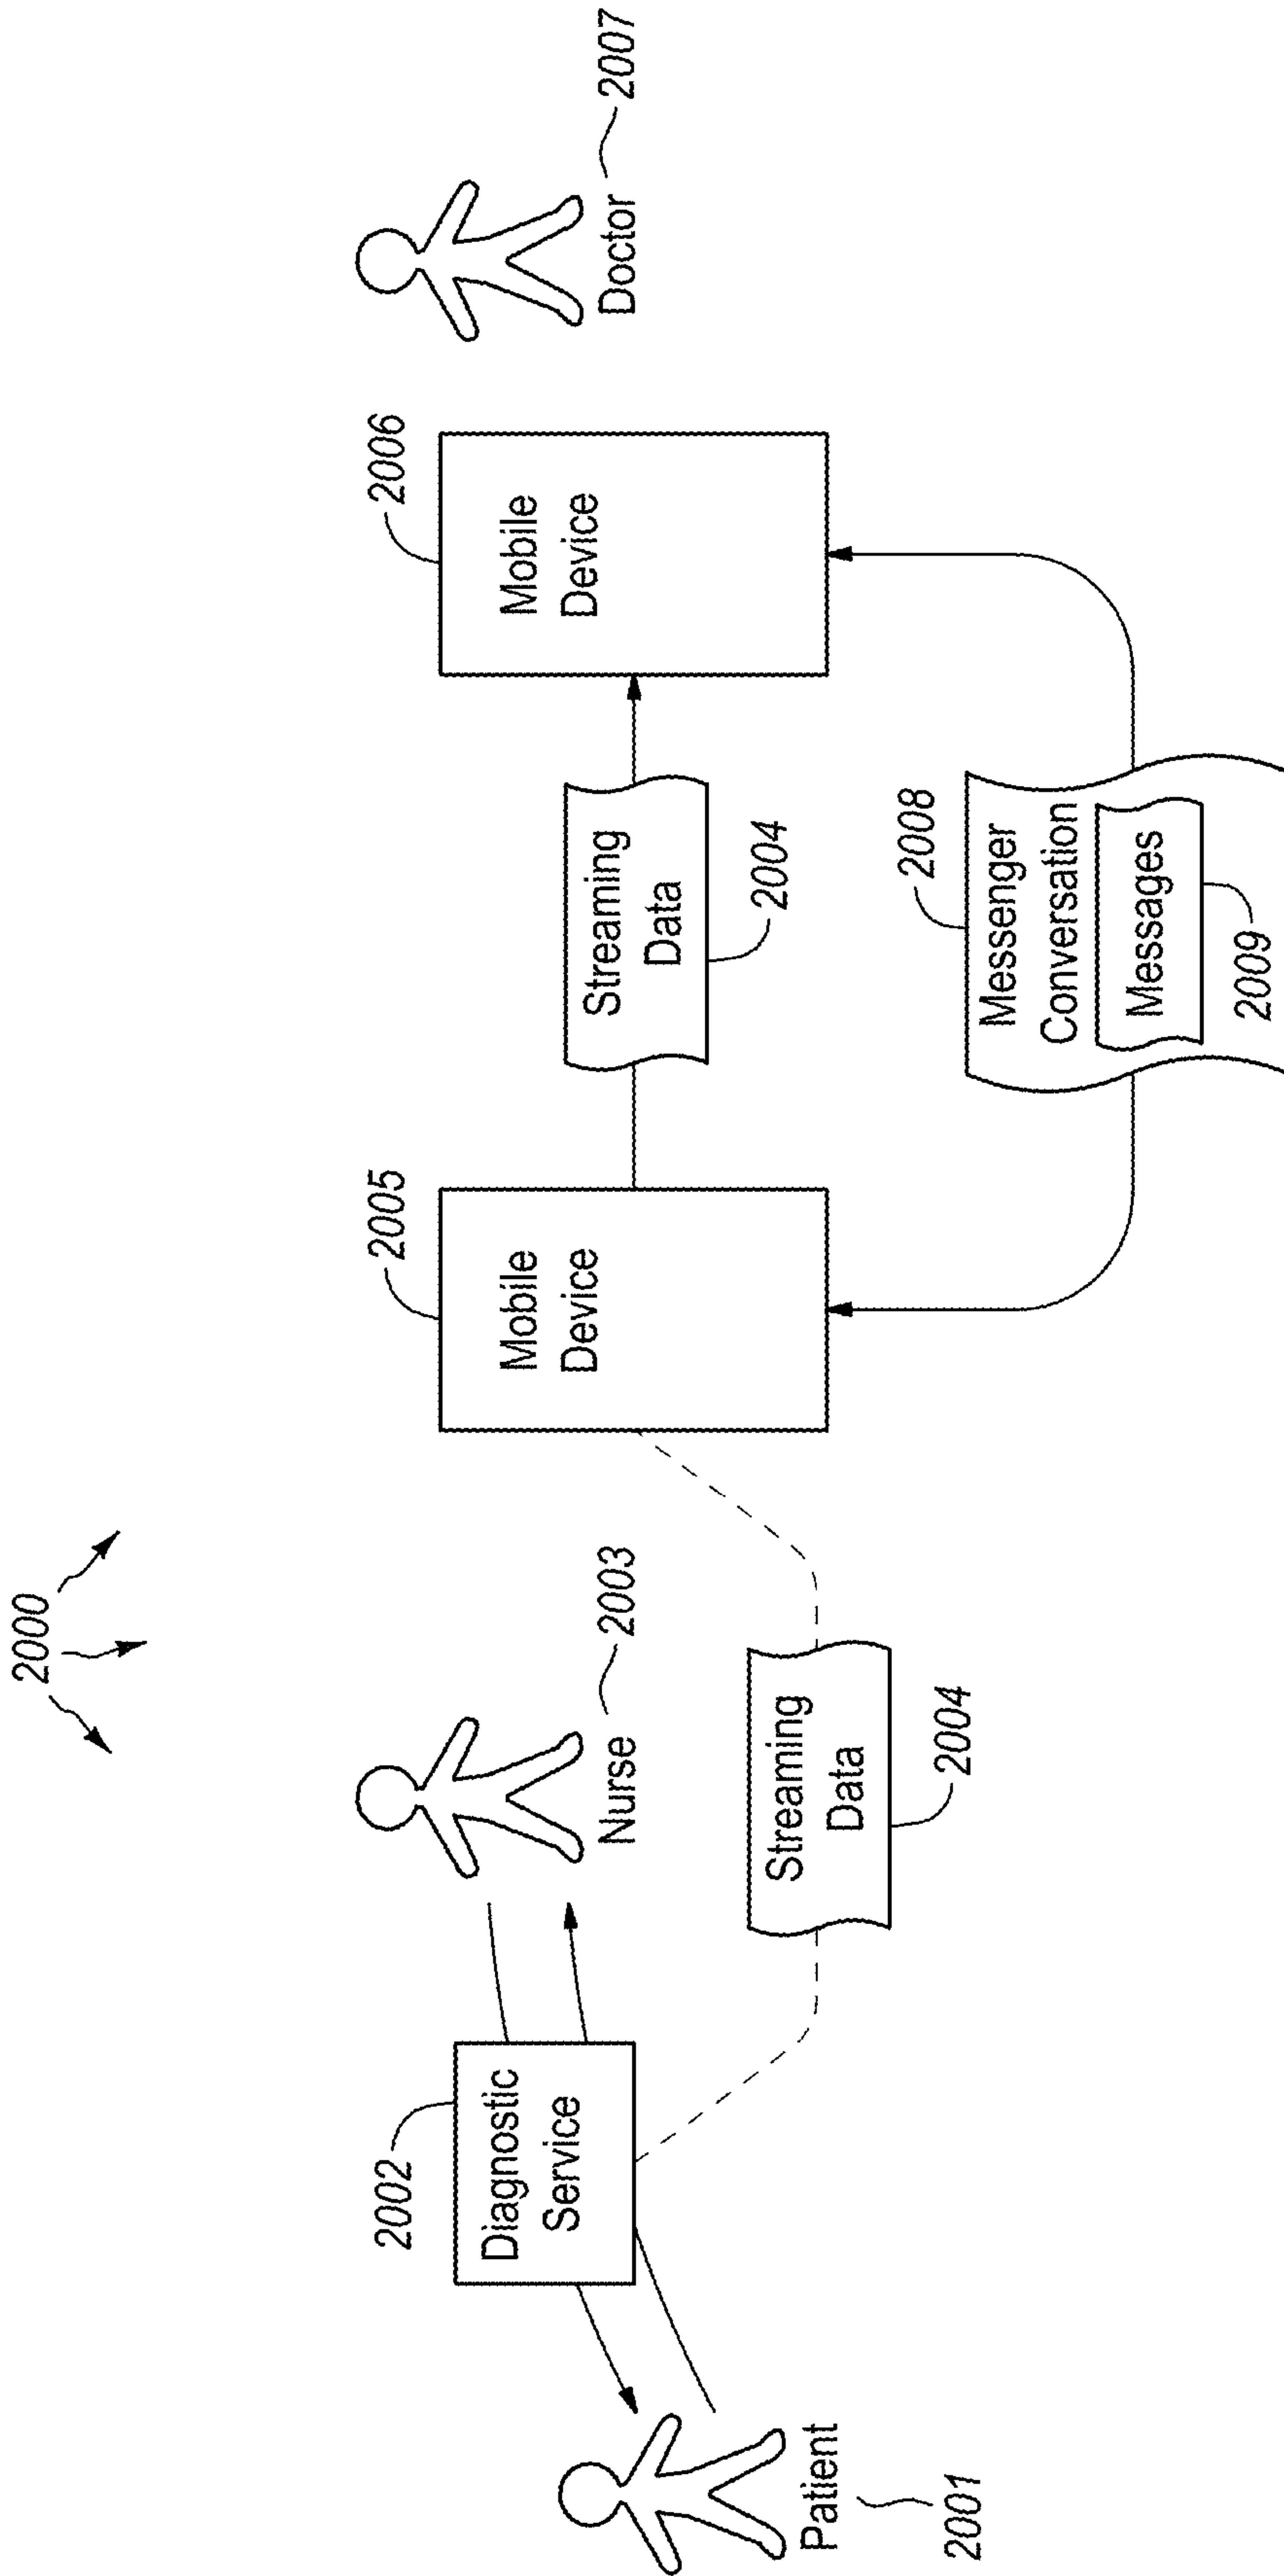 2000
2002
Diagnostic
Service
Nurse
2003
Patient
2001
Streaming
Data
2004
2005
Mobile
Device
Streaming
Data
2004
2006
Mobile
Device
Doctor
2007
2008
Messenger
Conversation
Messages
2009